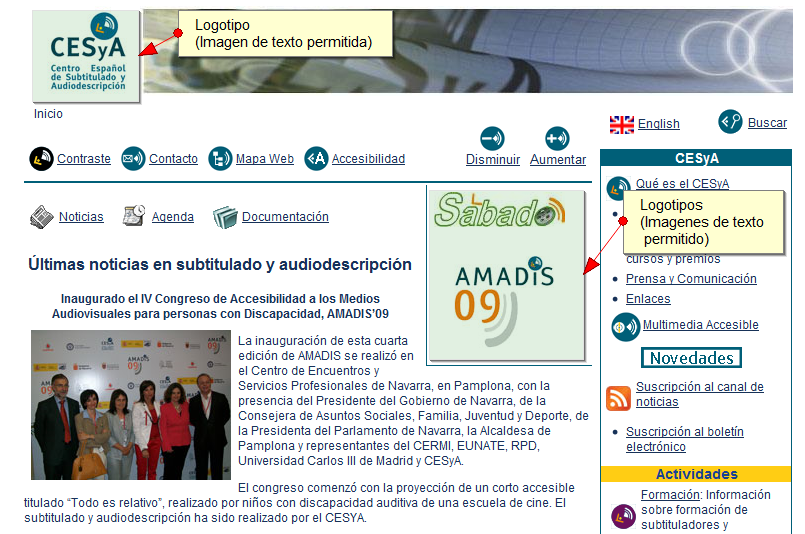 CESyA
Centro Español
de Subtitulado y
Audiodescripción
Logotipo
(Imagen de texto permitida)
Inicio
English
Buscar
Contraste
Contacto
Mapa Web
Accesibilidad
Disminuir
Aumentar
Noticias
Agenda
Documentación
Sábado
AMADIS
09
Últimas noticias en subtitulado y audiodescripción
Inaugurado el IV Congreso de Accesibilidad a los Medios
Audiovisuales para personas con Discapacidad, AMADIS'09
La inauguración de esta cuarta
edición de AMADIS se realizó en
el Centro de Encuentros y
Servicios Profesionales de Navarra, en Pamplona, con la
presencia del Presidente del Gobierno de Navarra, de de
la Consejera de Asuntos Sociales, Familia, Juventud y Deporte, de
la Presidenta del Parlamento de Navarra, la Alcaldesa de
Pamplona y representantes del CERMI, EUNATE, RPD,
Universidad Carlos III de Madrid y CESyA.
El congreso comenzó con la proyección de un corto accesible
titulado “Todo es relativo”, realizado por niños con discapacidad auditiva de una escuela de cine. El
subtitulado y audiodescripción ha sido realizado por el CESYA.
CESyA
Qué es el CESyA
Logotipos
(Imagenes de texto
permitido)
cursos y premios
Prensa y Comunicación
Enlaces
Multimedia Accesible
Novedades
Suscripción al canal de
noticias
Suscripción al boletín
electrónico
Actividades
Formación: Información
sobre formación de
subtituladores y